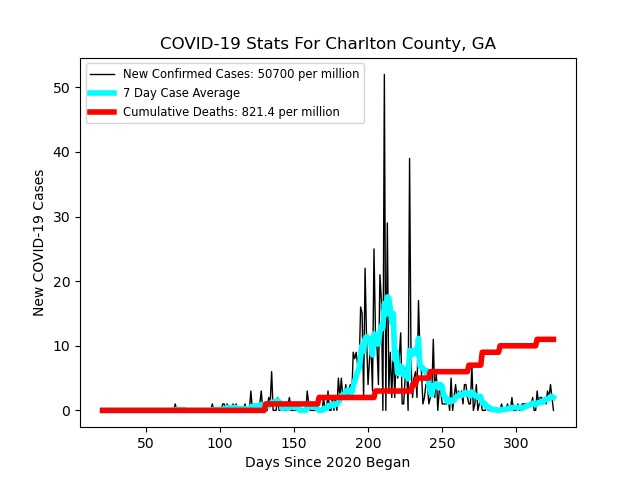 COVID-19 Stats For Charlton County, GA
New Confirmed Cases: 50700 per million
7 Day Case Average
Cumulative Deaths: 821.4 per million
New COVID-19 Cases
50
40
30
20
10
0
50
100
150
200
250
300
Days Since 2020 Began